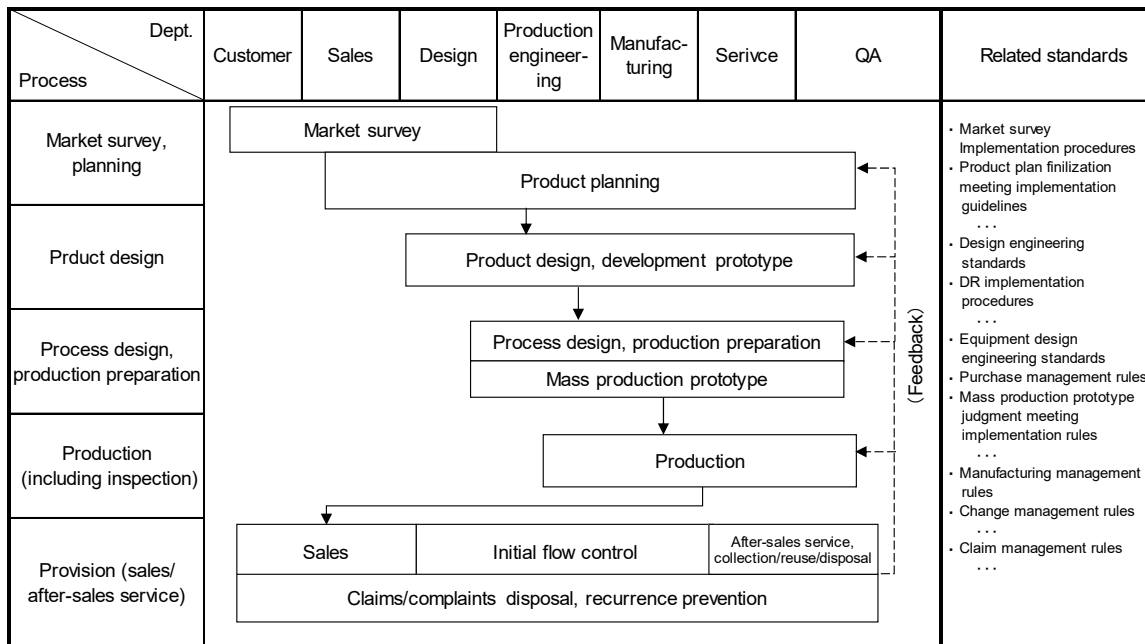 Dept.
Process
Customer
Sales
Design
Production
engineer-
ing
Manufac-
turing
Serivce
QA
Related standards
Market survey,
planning
Market survey
Product planning
Prduct design
Product design, development prototype
Process design,
production preparation
Process design, production preparation
Mass production prototype
Production
(including inspection)
Production
Provision (sales/
after-sales service)
Sales
Initial flow control
After-sales service,
collection/reuse/disposal
Claims/complaints disposal, recurrence prevention
(Feedback)
・Market survey
Implementation procedures
・Product plan finilization
meeting implementation
guidelines
...
・Design engineering
standards
・DR implementation
procedures
...
・Equipment design
engineering standards
・Purchase management rules
・Mass production prototype
judgment meeting
implementation rules
...
・Manufacturing management
rules
・Change management rules
...
・Claim management rules
...